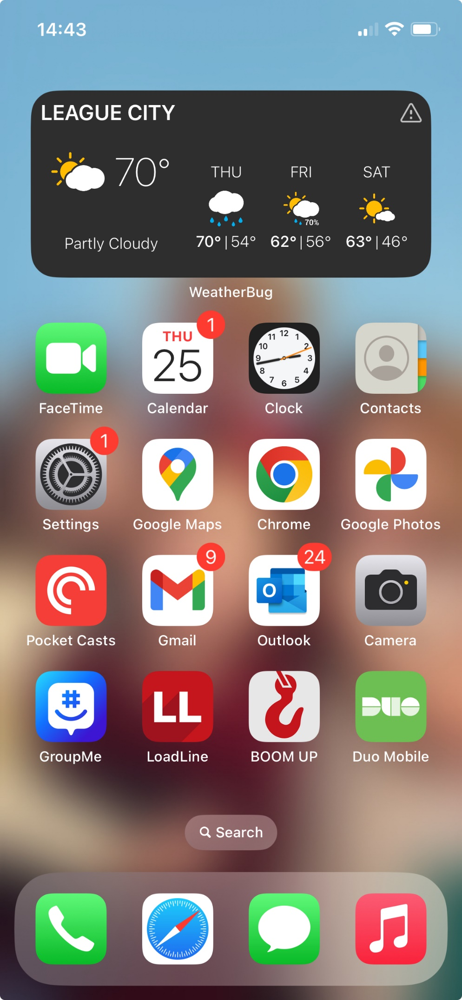 14:43
LEAGUE CITY
70°
Partly Cloudy
THU FRI SAT
70%
70° | 54° 62° | 56° 63° | 46°
WeatherBug
1
THU
25
12
11 1
10 2
9 3
8 4
7 5
6
FaceTime Calendar Clock Contacts
1
Settings Google Maps Chrome Google Photos
9 24
O
Pocket Casts Gmail Outlook Camera
#
LL
DUO
GroupMe LoadLine BOOM UP Duo Mobile
Search